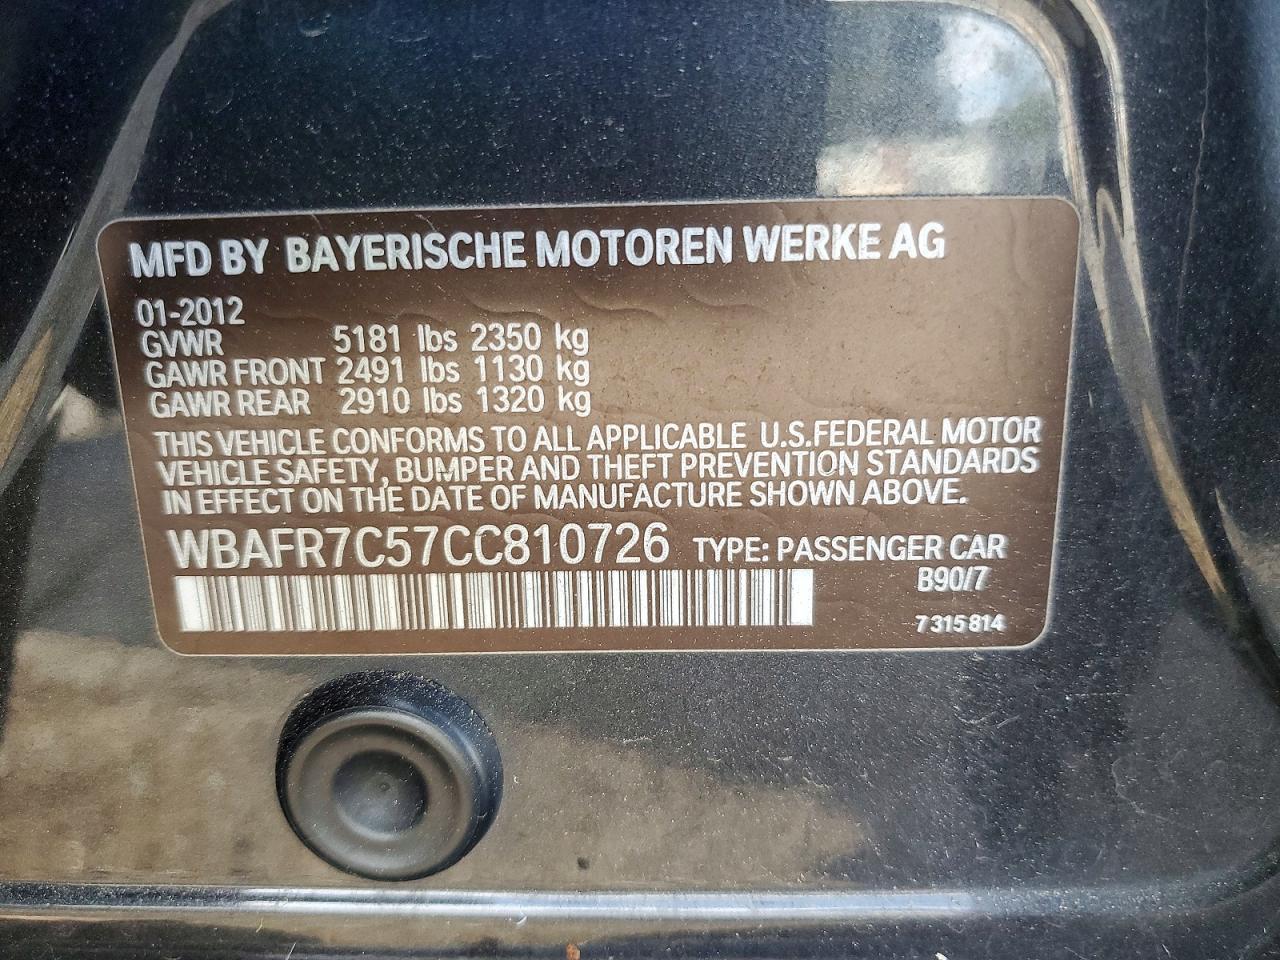 MFD BY BAYERISCHE MOTOREN WERKE AG
01-2012
GVWR 5181 lbs 2350 kg
GAWR FRONT 2491 lbs 1130 kg
GAWR REAR 2910 lbs 1320 kg
THIS VEHICLE CONFORMS TO ALL APPLICABLE U.S.FEDERAL MOTOR
VEHICLE SAFETY, BUMPER AND THEFT PREVENTION STANDARDS
IN EFFECT ON THE DATE OF MANUFACTURE SHOWN ABOVE.
WBAFR7C57CC810726 TYPE: PASSENGER CAR
B90/7
7 315 814